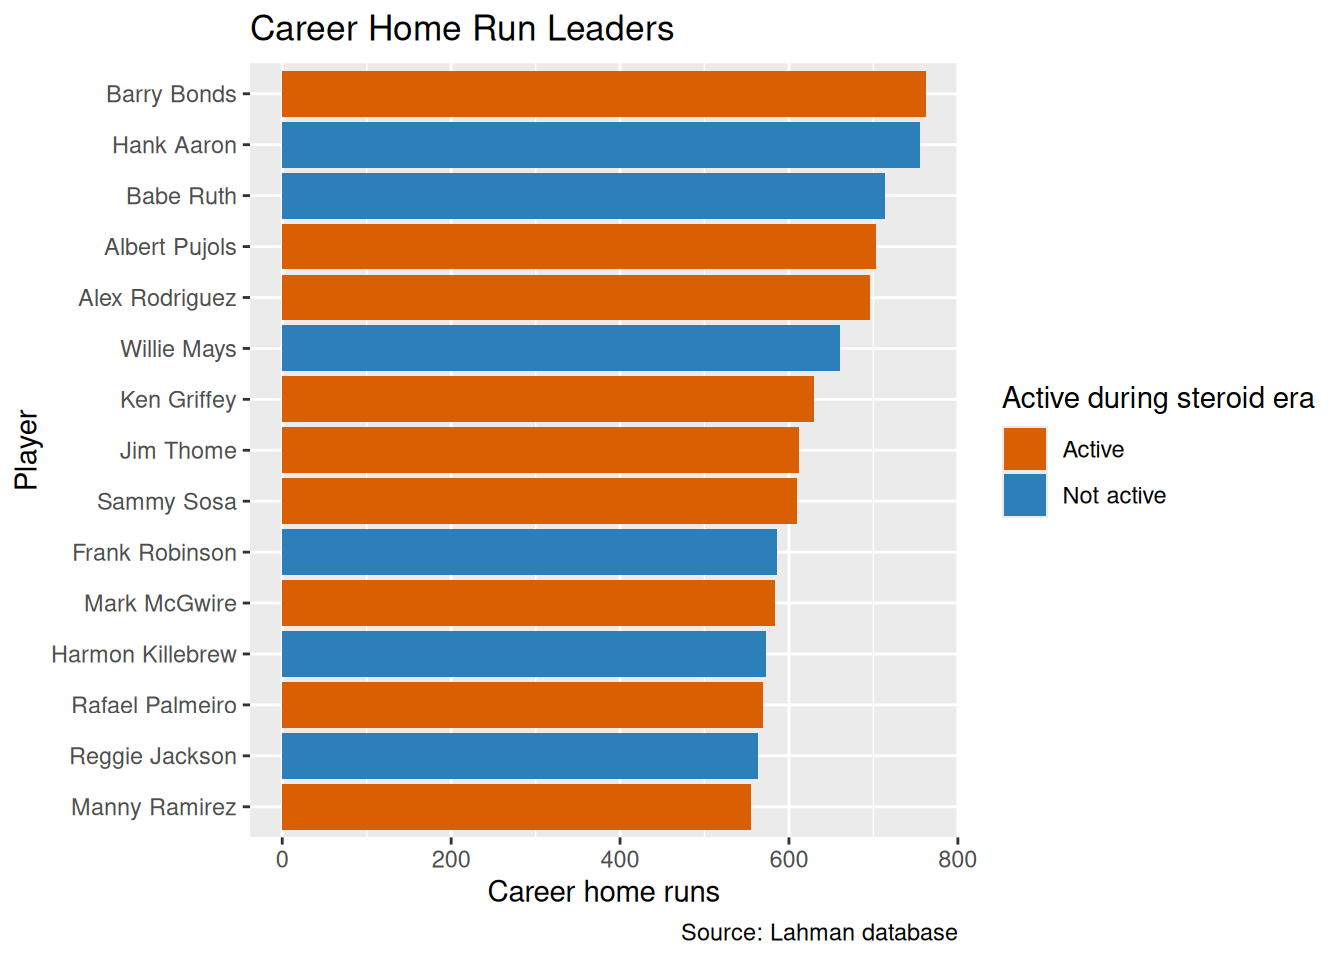 Career Home Run Leaders
Barry Bonds
Hank Aaron
Babe Ruth
Albert Pujols
Alex Rodriguez
Willie Mays
Ken Griffey
Jim Thome
Sammy Sosa
Frank Robinson
Mark McGwire
Harmon Killebrew
Rafael Palmeiro
Reggie Jackson
Manny Ramirez
Player
0 200 400 600 800
Career home runs
Active during steroid era
Active
Not active
Source: Lahman database